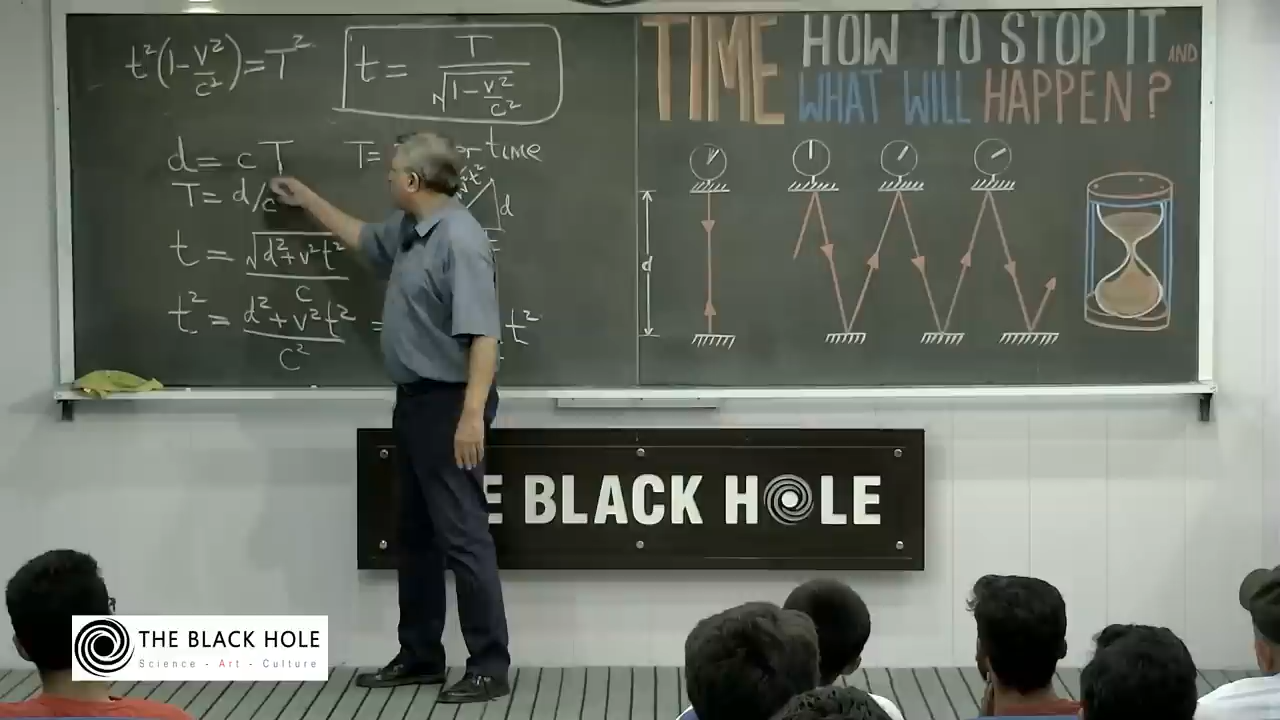 t²(1-v²/c²)=T²
t = T/√(1-v²/c²)
d = cT
T= d/c
t = √(d²+v²t²)/c
t² = (d²+v²t²)/c² =
t²
T=
time
d
TIME HOW TO STOP IT AND
WHAT WILL HAPPEN?
d
E BLACK HOLE
THE BLACK HOLE
Science - Art - Culture